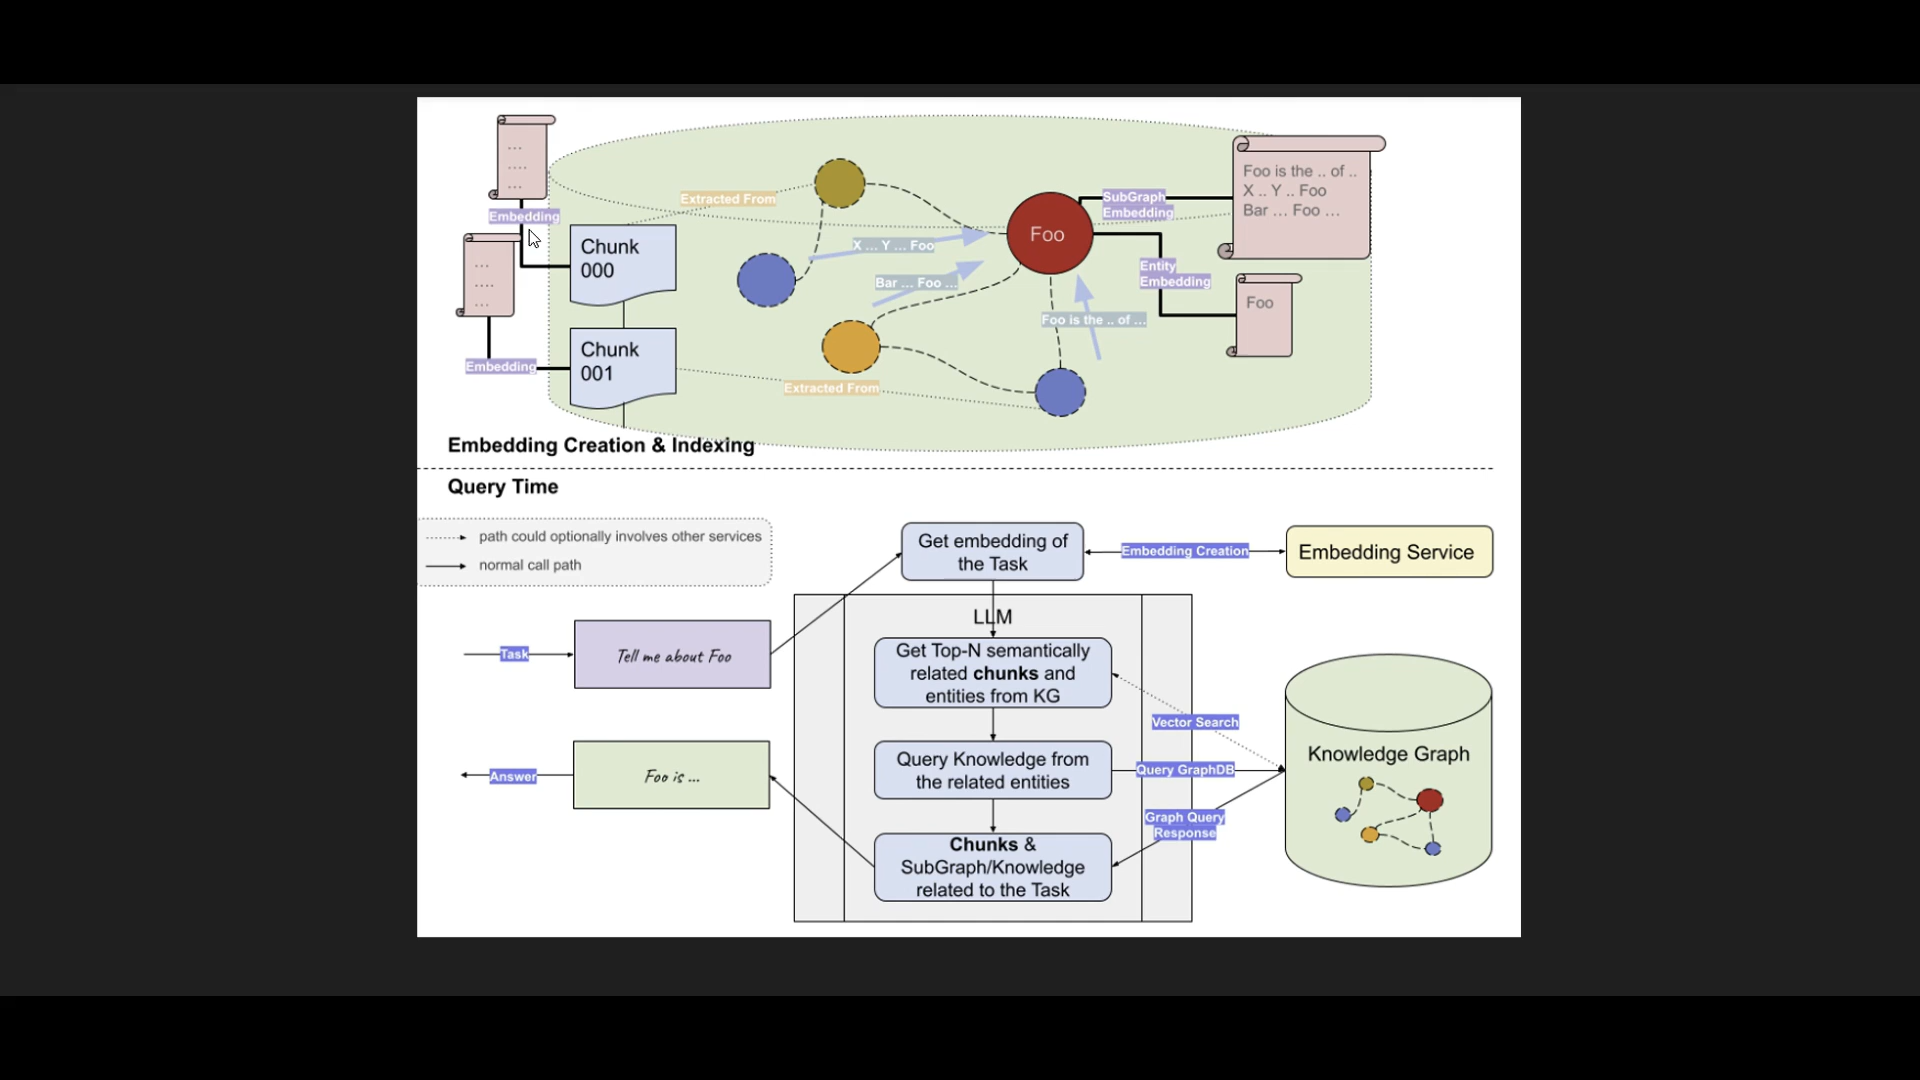 ...
....
...
Embedding
...
....
...
Embedding
Chunk
000
Chunk
001
Extracted From
X ... Y ... Foo
Bar ... Foo ...
Extracted From
Foo
Foo is the .. of ...
SubGraph
Embedding
Entity
Embedding
Foo is the .. of ..
X .. Y .. Foo
Bar ... Foo ...
Foo
Embedding Creation & Indexing
Query Time
path could optionally involves other services
normal call path
Task
Tell me about Foo
Answer
Foo is ...
Get embedding of
the Task
Embedding Creation
Embedding Service
LLM
Get Top-N semantically
related chunks and
entities from KG
Query Knowledge from
the related entities
Chunks &
SubGraph/Knowledge
related to the Task
Vector Search
Query GraphDB
Graph Query
Response
Knowledge Graph